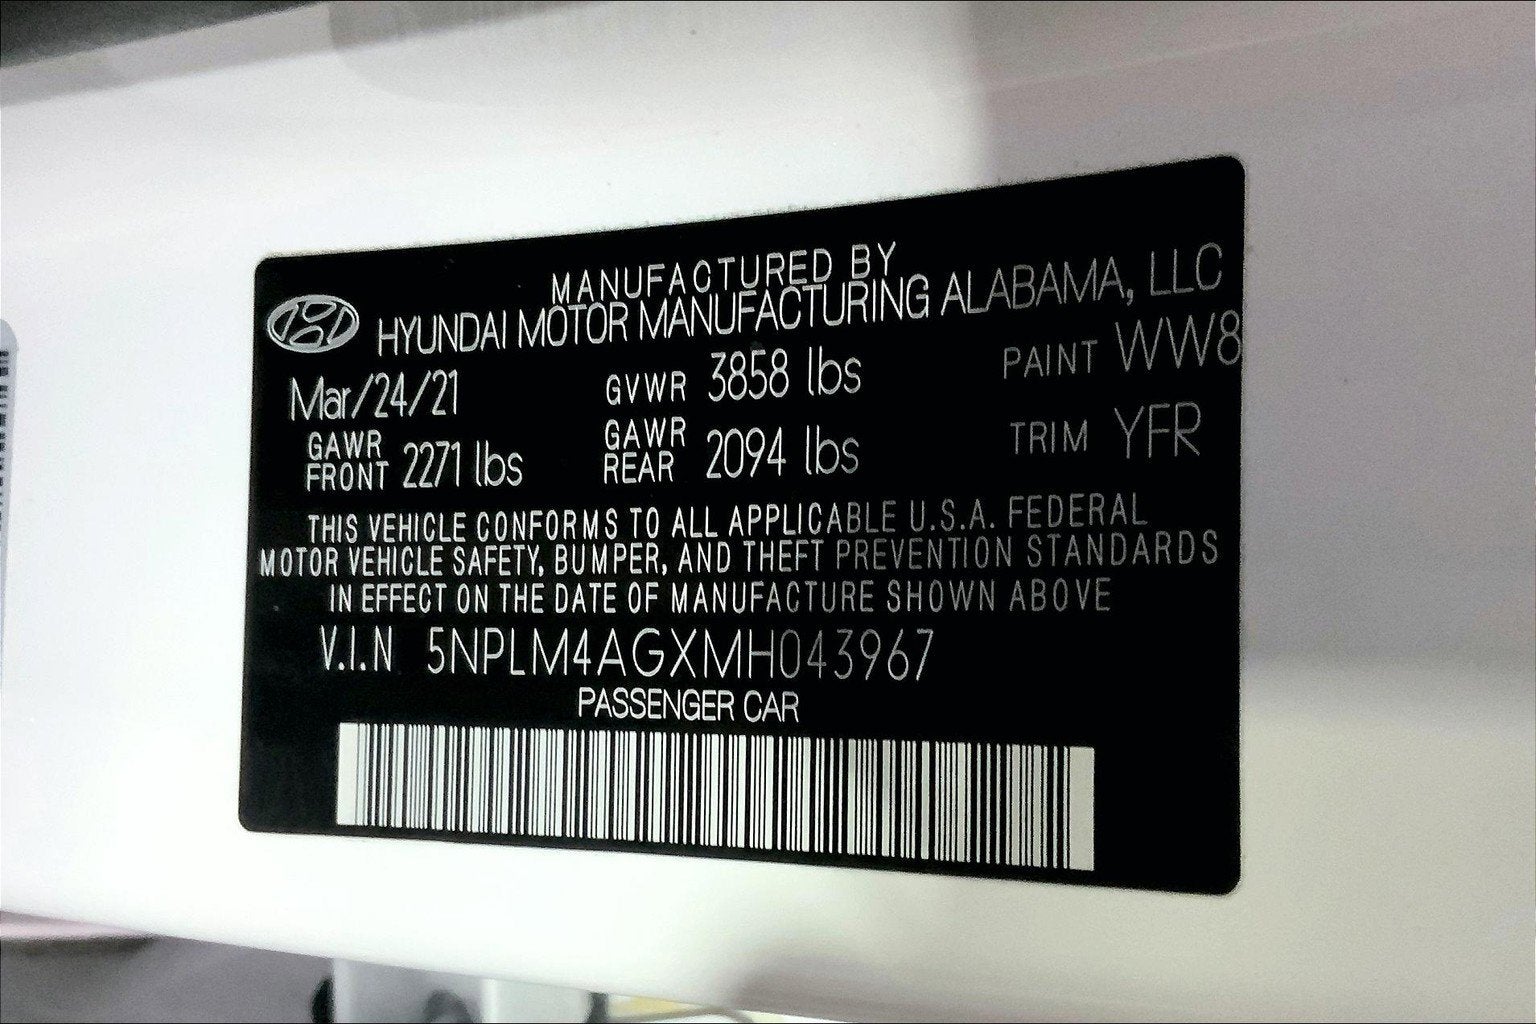 MANUFACTURED BY
HYUNDAI MOTOR MANUFACTURING ALABAMA, LLC
Mar/24/21 GVWR 3858 lbs PAINT WW8
GAWR FRONT 2271 lbs GAWR REAR 2094 lbs TRIM YFR
THIS VEHICLE CONFORMS TO ALL APPLICABLE U.S.A. FEDERAL
MOTOR VEHICLE SAFETY, BUMPER, AND THEFT PREVENTION STANDARDS
IN EFFECT ON THE DATE OF MANUFACTURE SHOWN ABOVE
V.I.N 5NPLM4AGXMH043967
PASSENGER CAR